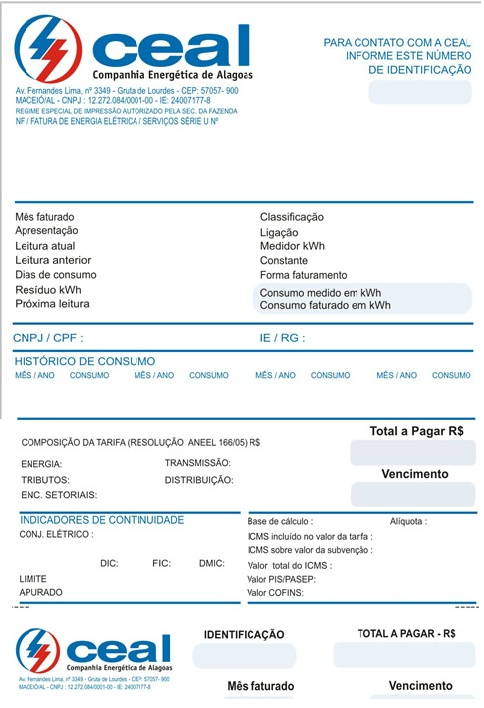 ceal
Companhia Energética de Alagoas
PARA CONTATO COM A CEAL
INFORME ESTE NÚMERO
DE IDENTIFICAÇÃO
Av. Fernandes Lima, nº 3349 - Gruta de Lourdes - CEP: 57057- 900
MACEIÓ/AL - CNPJ : 12.272.084/0001-00 - IE: 24007177-8
REGIME ESPECIAL DE IMPRESSÃO AUTORIZADO PELA SEC. DA FAZENDA
NF / FATURA DE ENERGIA ELÉTRICA / SERVIÇOS SÉRIE U Nº
Mês faturado
Apresentação
Leitura atual
Leitura anterior
Dias de consumo
Resíduo kWh
Próxima leitura
Classificação
Ligação
Medidor kWh
Constante
Forma faturamento
Consumo medido em kWh
Consumo faturado em kWh
CNPJ / CPF : IE / RG :
HISTÓRICO DE CONSUMO
MÊS / ANO CONSUMO MÊS / ANO CONSUMO MÊS / ANO CONSUMO MÊS / ANO CONSUMO
Total a Pagar R$
COMPOSIÇÃO DA TARIFA (RESOLUÇÃO ANEEL 166/05) R$
ENERGIA: TRANSMISSÃO:
TRIBUTOS: DISTRIBUIÇÃO:
ENC. SETORIAIS:
Vencimento
INDICADORES DE CONTINUIDADE
CONJ. ELÉTRICO :
DIC: FIC: DMIC:
LIMITE
APURADO
Base de cálculo : Alíquota :
ICMS incluído no valor da tarfa :
ICMS sobre valor da subvenção :
Valor total do ICMS :
Valor PIS/PASEP:
Valor COFINS:
ceal
Companhia Energética de Alagoas
Av. Fernandes Lima, nº 3349 - Gruta de Lourdes - CEP: 57057- 900
MACEIÓ/AL - CNPJ : 12.272.084/0001-00 - IE: 24007177-8
IDENTIFICAÇÃO TOTAL A PAGAR - R$
Mês faturado Vencimento